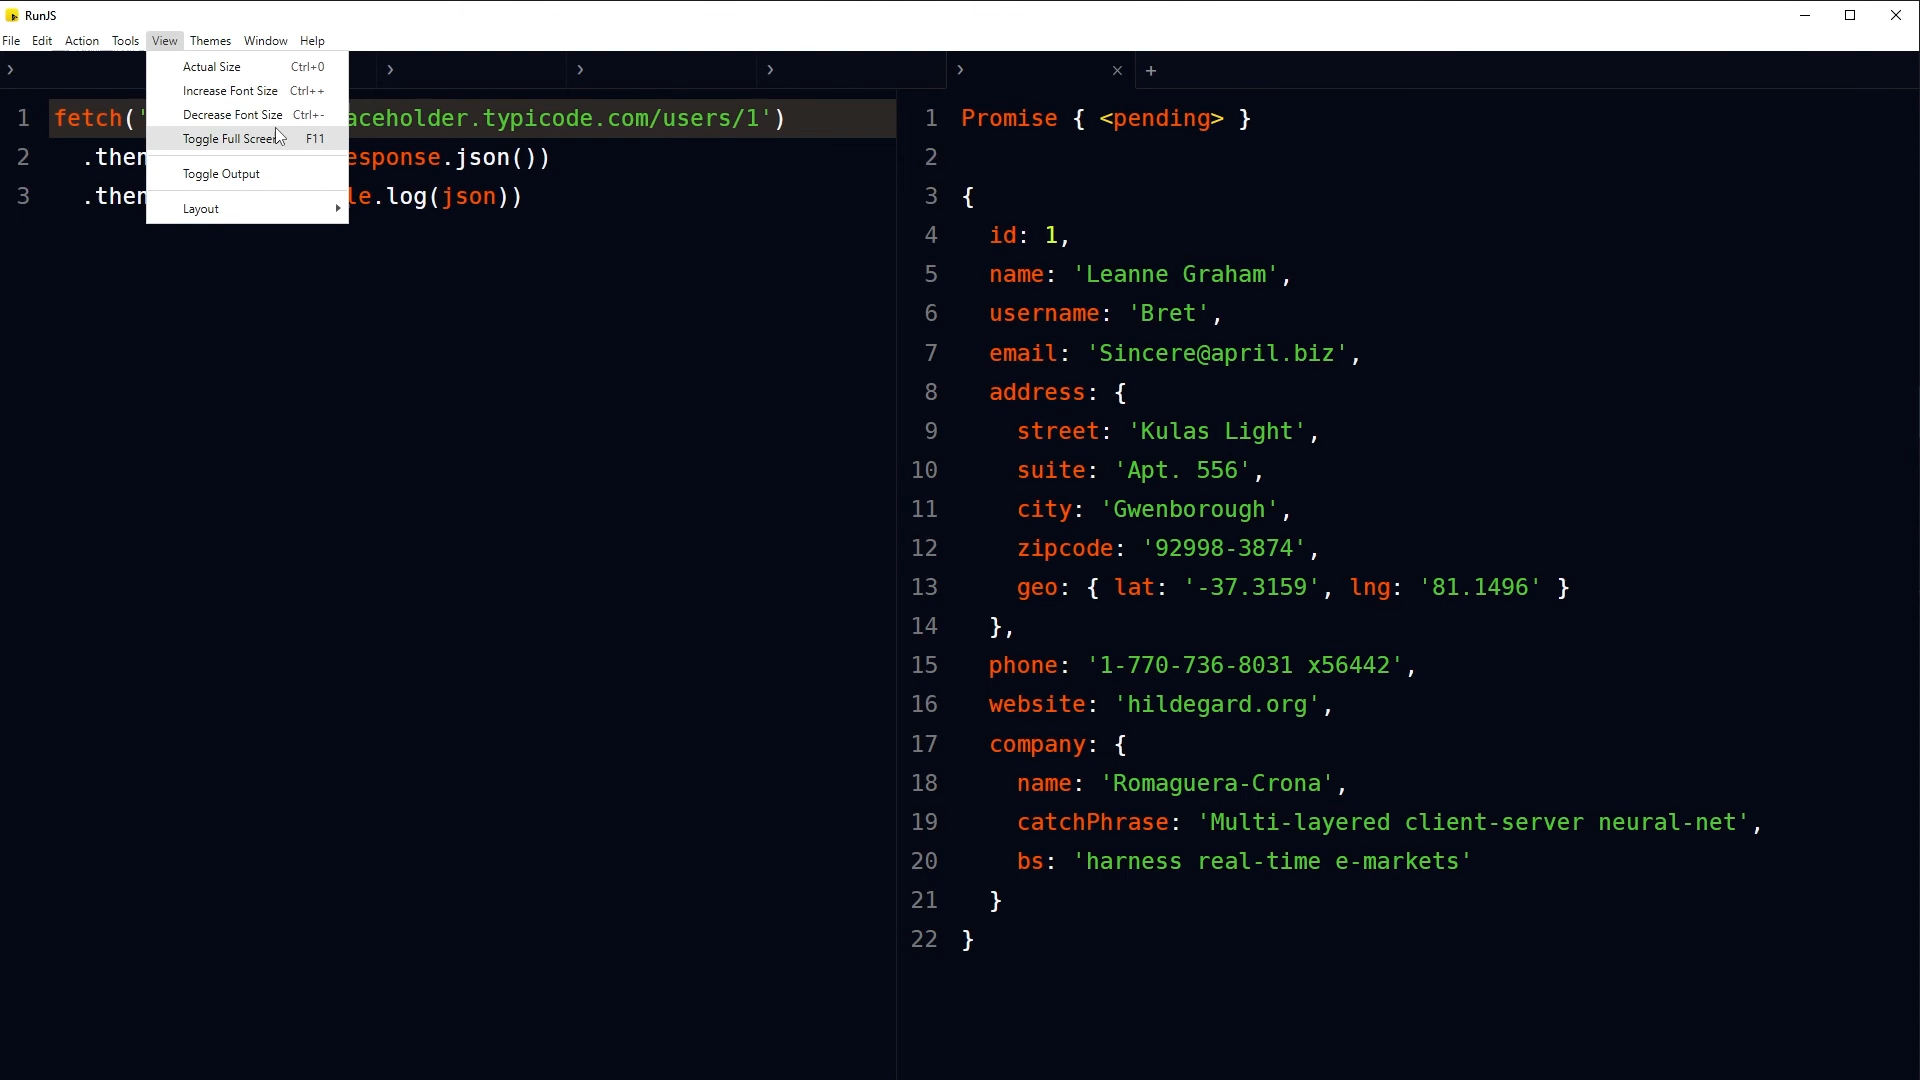 RunJS
File Edit Action Tools View Themes Window Help
Actual Size Ctrl+0
Increase Font Size Ctrl++
Decrease Font Size Ctrl+-
Toggle Full Screen F11
Toggle Output
Layout
1 fetch(' aceholder.typicode.com/users/1')
2 .then esponse.json())
3 .then le.log(json))
1 Promise { <pending> }
2
3 {
4 id: 1,
5 name: 'Leanne Graham',
6 username: 'Bret',
7 email: 'Sincere@april.biz',
8 address: {
9 street: 'Kulas Light',
10 suite: 'Apt. 556',
11 city: 'Gwenborough',
12 zipcode: '92998-3874',
13 geo: { lat: '-37.3159', lng: '81.1496' }
14 },
15 phone: '1-770-736-8031 x56442',
16 website: 'hildegard.org',
17 company: {
18 name: 'Romaguera-Crona',
19 catchPhrase: 'Multi-layered client-server neural-net',
20 bs: 'harness real-time e-markets'
21 }
22 }